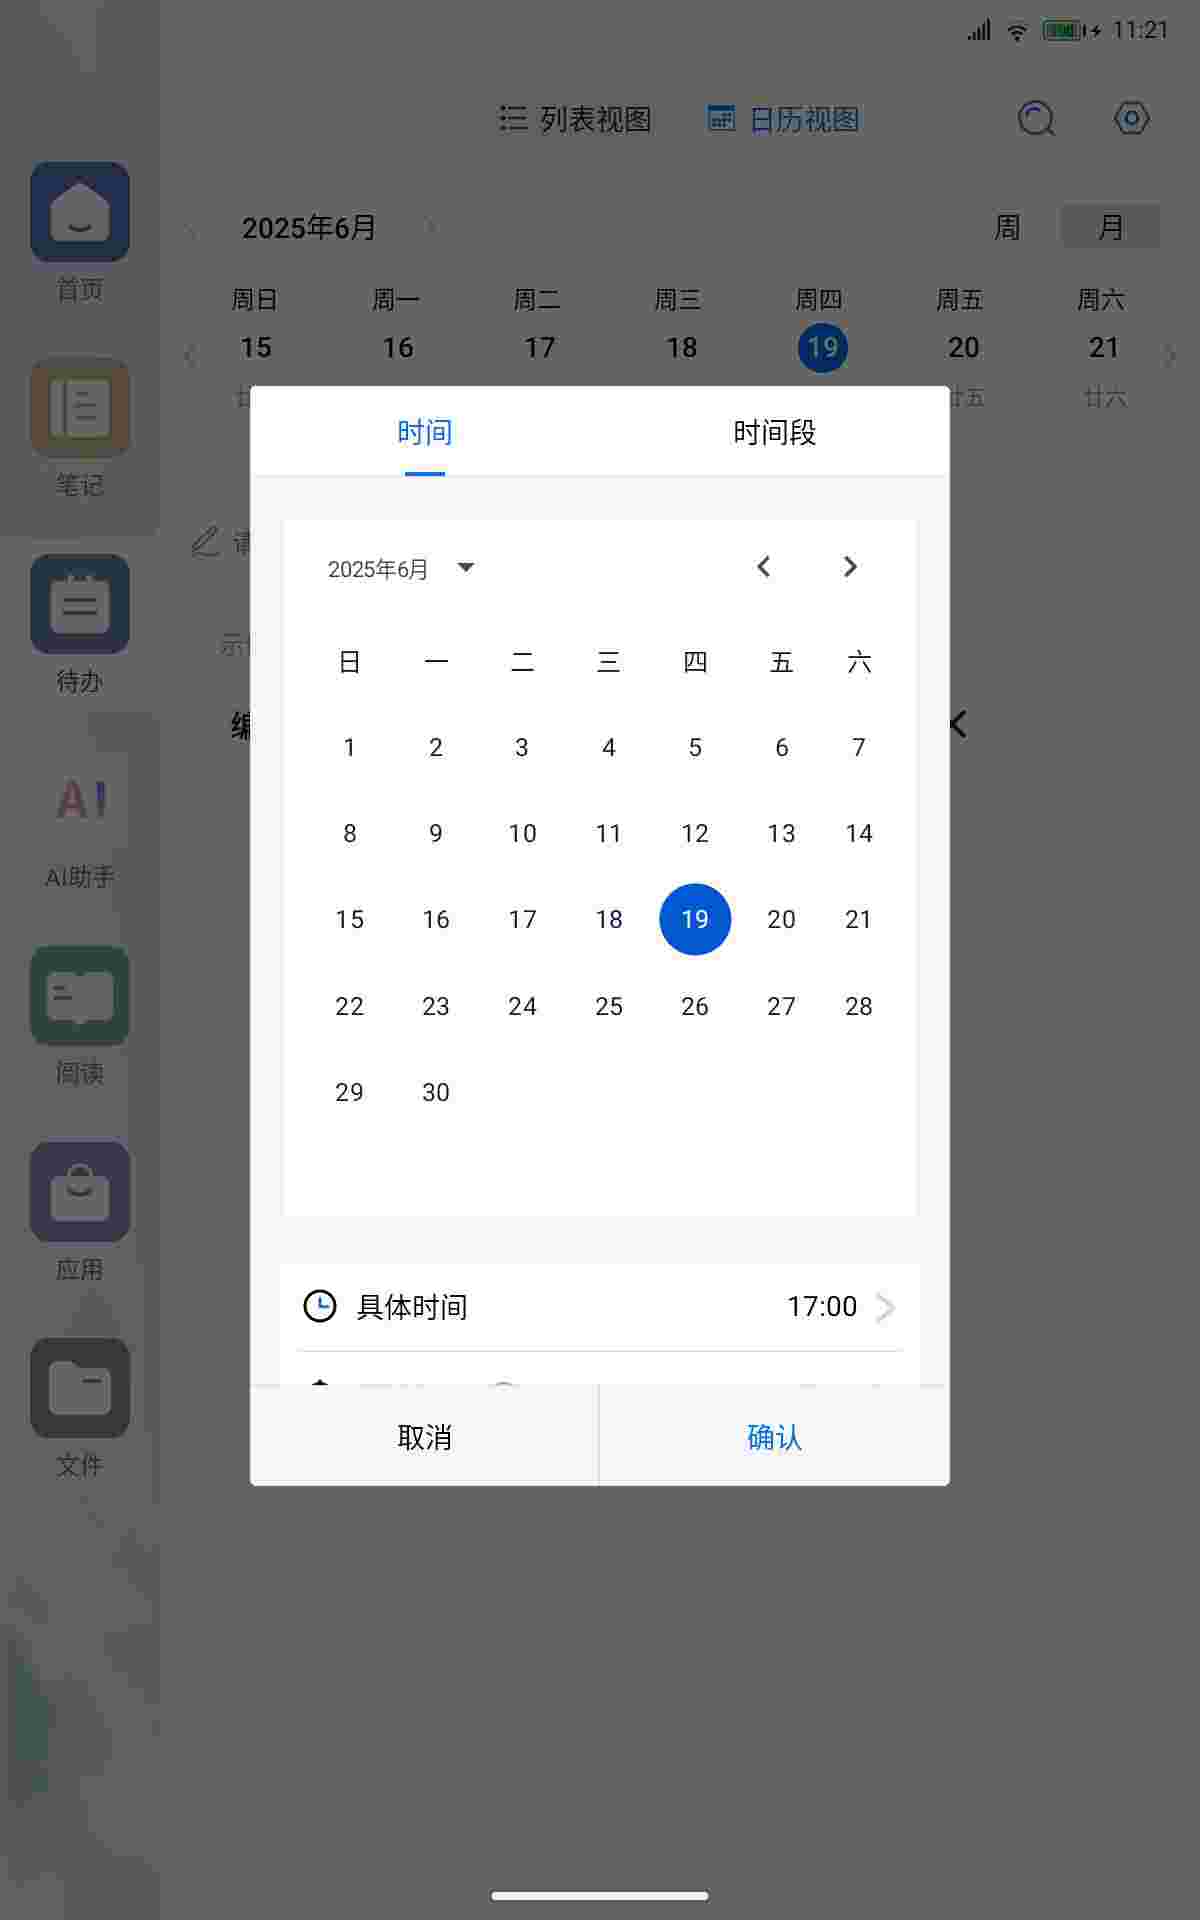 11:21
列表视图 日历视图
2025年6月 周 月
周日 周一 周二 周三 周四 周五 周六
15 16 17 18 19 20 21
廿五 廿六
首页
笔记
待办
AI
AI助手
阅读
应用
文件
请
示
编
时间 时间段
2025年6月
日 一 二 三 四 五 六
1 2 3 4 5 6 7
8 9 10 11 12 13 14
15 16 17 18 19 20 21
22 23 24 25 26 27 28
29 30
具体时间 17:00
取消 确认